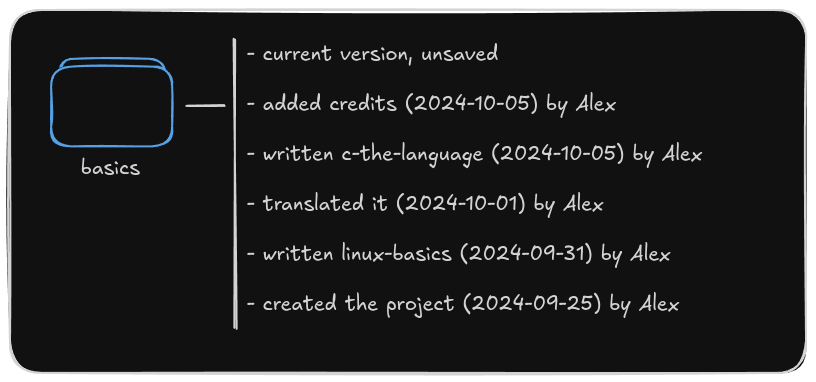 - current version, unsaved
- added credits (2024-10-05) by Alex
- written c-the-language (2024-10-05) by Alex
basics
- translated it (2024-10-01) by Alex
- written linux-basics (2024-09-31) by Alex
- created the project (2024-09-25) by Alex